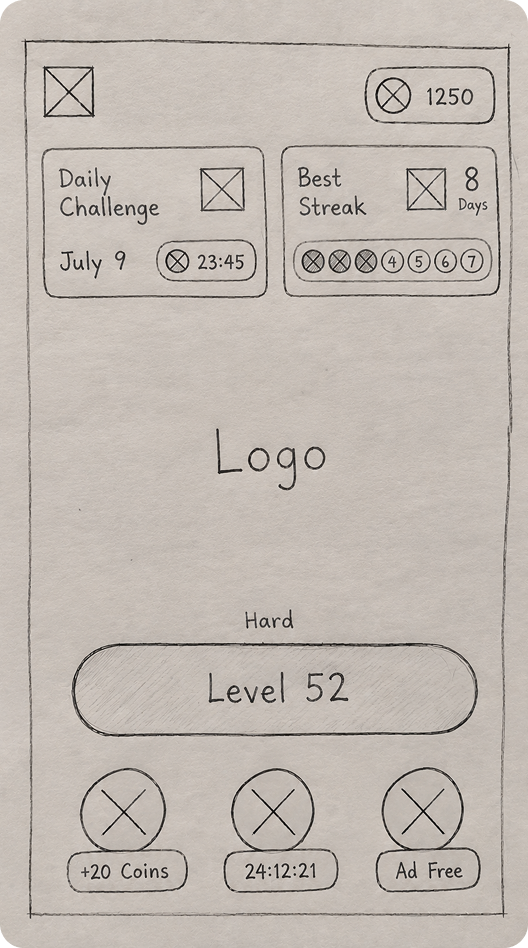 1250
Daily
Challenge
July 9
23:45
Best
Streak
8
Days
4 5 6 7
Logo
Hard
Level 52
+20 Coins
24:12:21
Ad Free